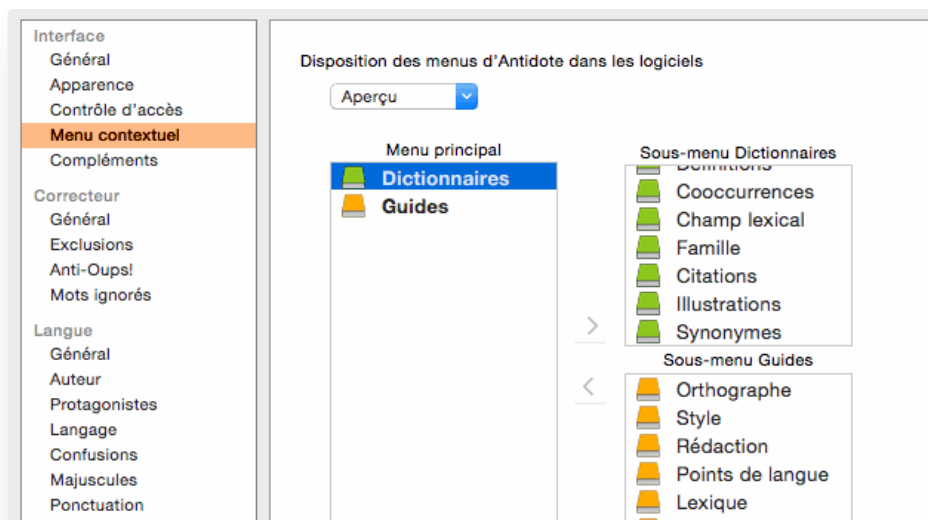 Interface
Général
Apparence
Contrôle d'accès
Menu contextuel
Compléments
Correcteur
Général
Exclusions
Anti-Oups!
Mots ignorés
Langue
Général
Auteur
Protagonistes
Langage
Confusions
Majuscules
Ponctuation
Disposition des menus d'Antidote dans les logiciels
Aperçu
Menu principal
Dictionnaires
Guides
Sous-menu Dictionnaires
Définitions
Cooccurrences
Champ lexical
Famille
Citations
Illustrations
Synonymes
Sous-menu Guides
Orthographe
Style
Rédaction
Points de langue
Lexique